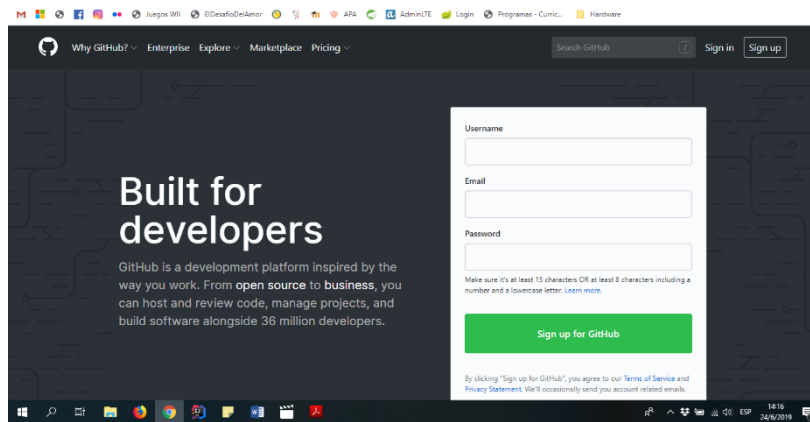 Juegos WII ElDesafioDelAmor APA AdminLTE Login Programas - Curric... Hardware
Why GitHub? Enterprise Explore Marketplace Pricing Search GitHub / Sign in Sign up
Username
Email
Built for
developers
Password
GitHub is a development platform inspired by the
way you work. From open source to business, you
can host and review code, manage projects, and
build software alongside 36 million developers.
Make sure it's at least 15 characters OR at least 8 characters including a
number and a lowercase letter. Learn more.
Sign up for GitHub
By clicking "Sign up for GitHub", you agree to our Terms of Service and
Privacy Statement. We'll occasionally send you account related emails.
ESP
14:16
24/6/2019